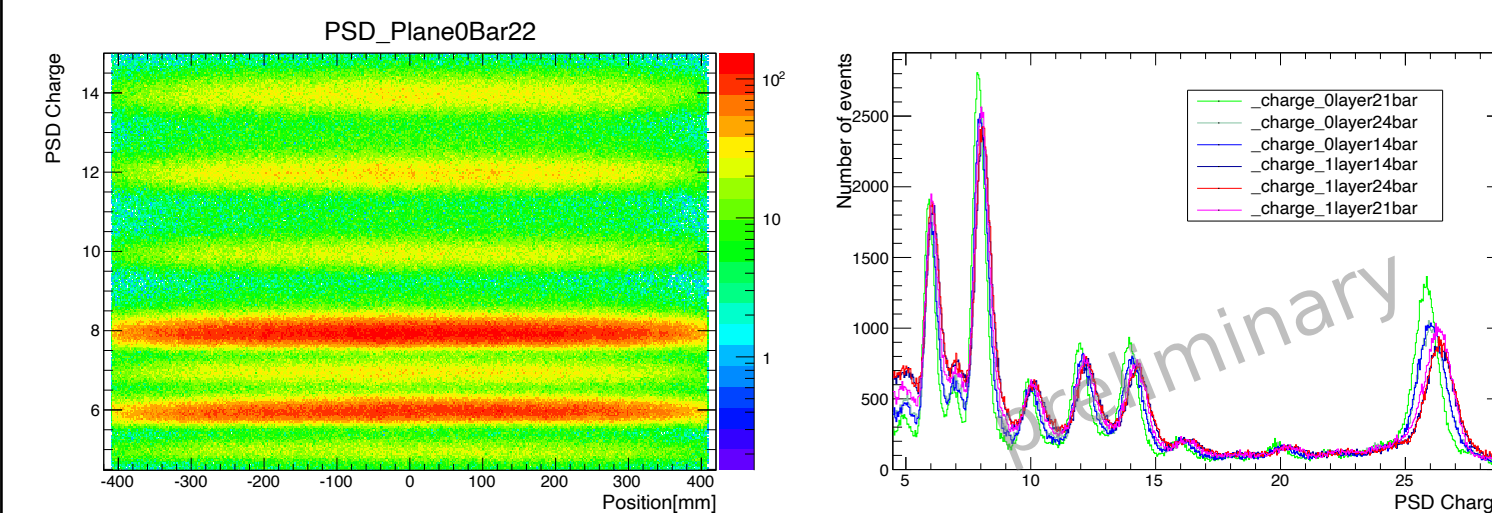 PSD_Plane0Bar22
PSD Charge
14
12
10
8
6
-400 -300 -200 -100 0 100 200 300 400
Position[mm]
10²
10
1
Number of events
2500
2000
1500
1000
500
0
5 10 15 20 25
PSD Charg
_charge_0layer21bar
_charge_0layer24bar
_charge_0layer14bar
_charge_1layer14bar
_charge_1layer24bar
_charge_1layer21bar
preliminary